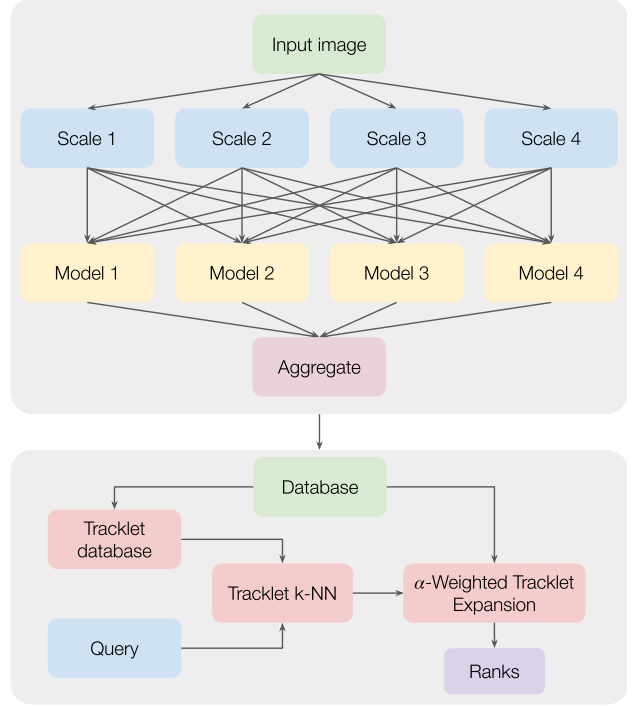 Input image
Scale 1
Scale 2
Scale 3
Scale 4
Model 1
Model 2
Model 3
Model 4
Aggregate
Database
Tracklet
database
Tracklet k-NN
α-Weighted Tracklet
Expansion
Query
Ranks